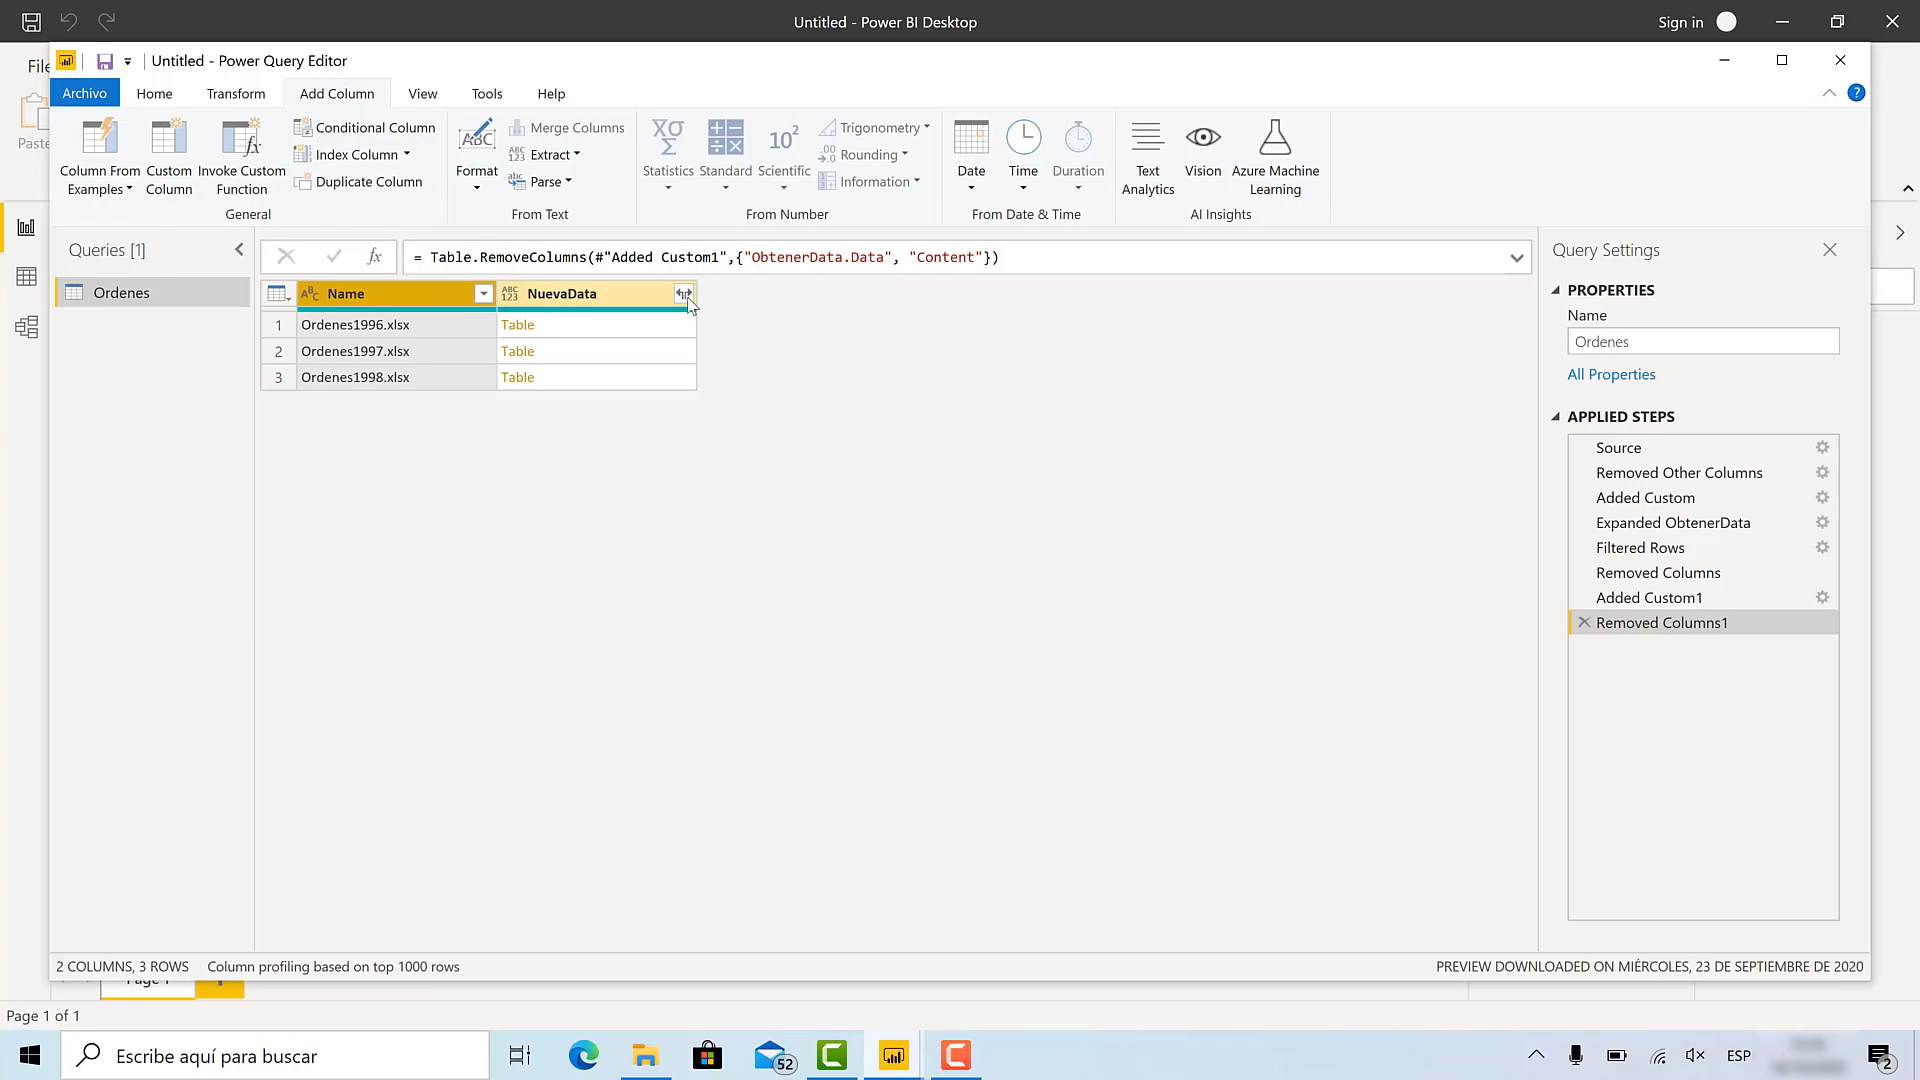 Untitled - Power BI Desktop
Sign in
Untitled - Power Query Editor
File
Archivo
Home
Transform
Add Column
View
Tools
Help
Paste
Column From Examples
Custom Column
Invoke Custom Function
Conditional Column
Index Column
Duplicate Column
General
Format
Merge Columns
Extract
Parse
From Text
Statistics
Standard
Scientific
Trigonometry
Rounding
Information
From Number
Date
Time
Duration
From Date & Time
Text Analytics
Vision
Azure Machine Learning
AI Insights
Queries [1]
Ordenes
= Table.RemoveColumns(#"Added Custom1",{"ObtenerData.Data", "Content"})
Name
NuevaData
1 Ordenes1996.xlsx Table
2 Ordenes1997.xlsx Table
3 Ordenes1998.xlsx Table
Query Settings
PROPERTIES
Name
Ordenes
All Properties
APPLIED STEPS
Source
Removed Other Columns
Added Custom
Expanded ObtenerData
Filtered Rows
Removed Columns
Added Custom1
Removed Columns1
2 COLUMNS, 3 ROWS
Column profiling based on top 1000 rows
PREVIEW DOWNLOADED ON MIÉRCOLES, 23 DE SEPTIEMBRE DE 2020
Page 1
Page 1 of 1
Escribe aquí para buscar
52
ESP
2